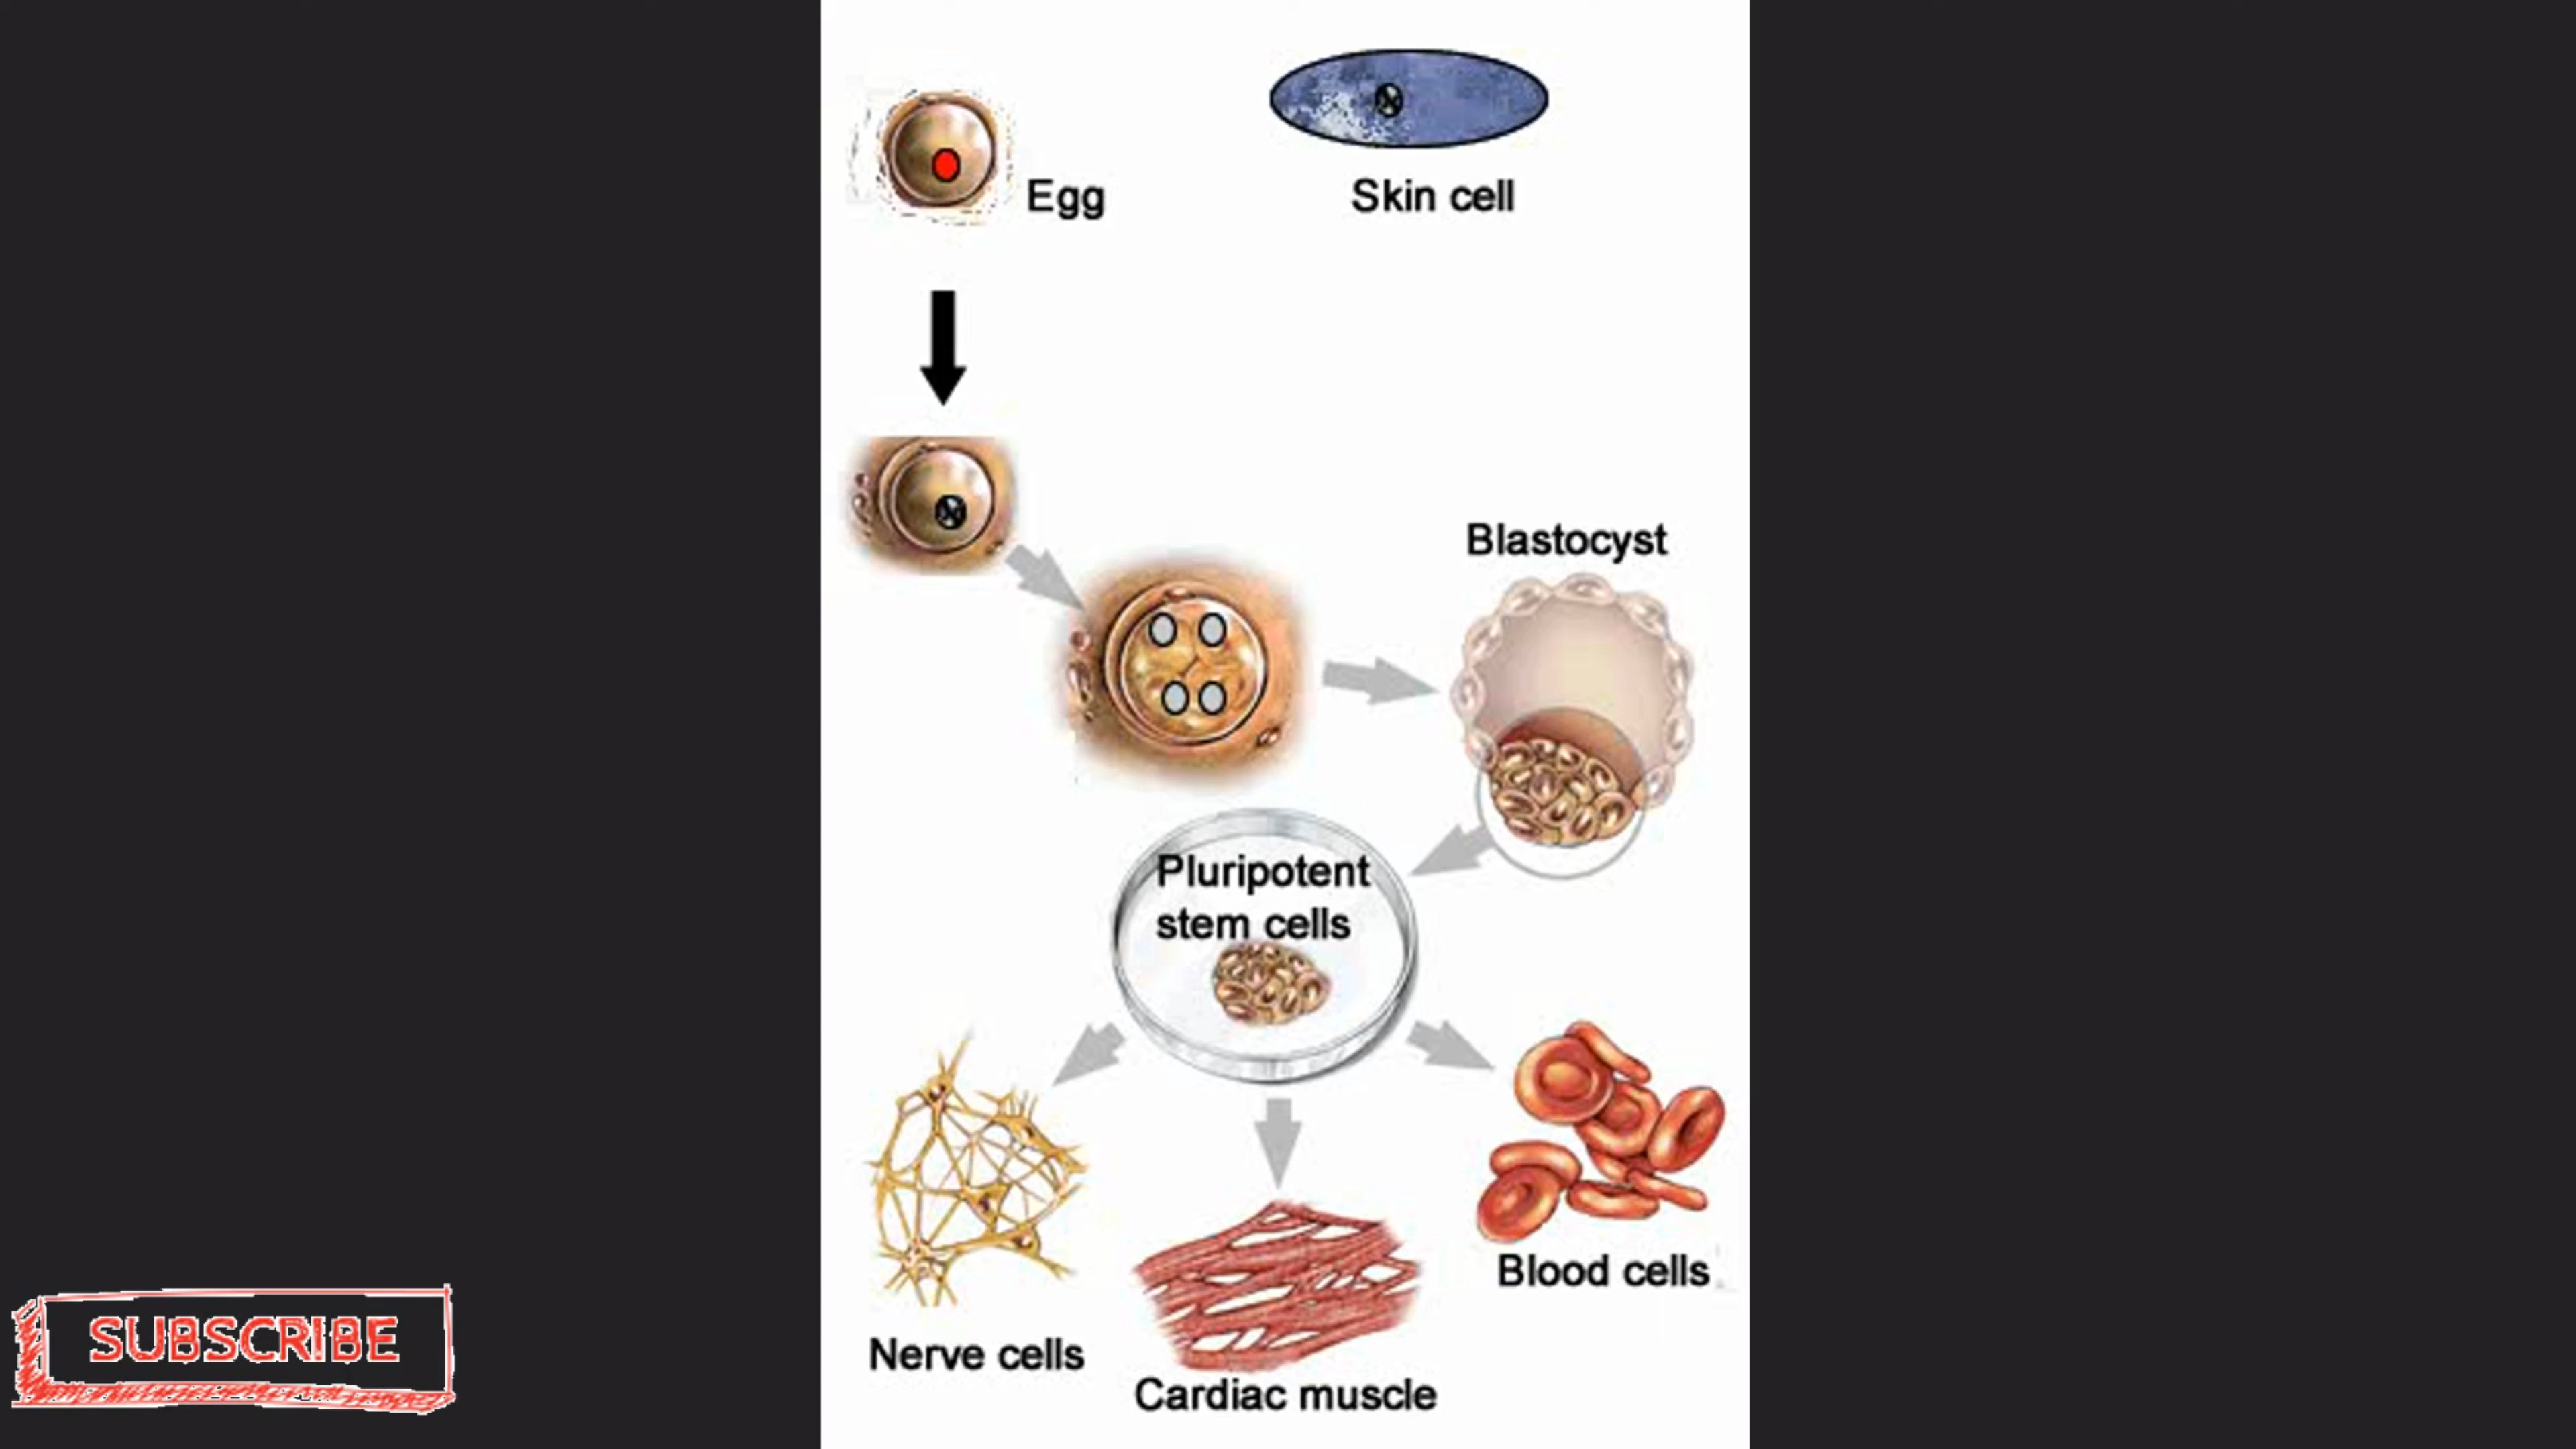 Egg
Skin cell
Blastocyst
Pluripotent
stem cells
Blood cells
Nerve cells
Cardiac muscle
SUBSCRIBE